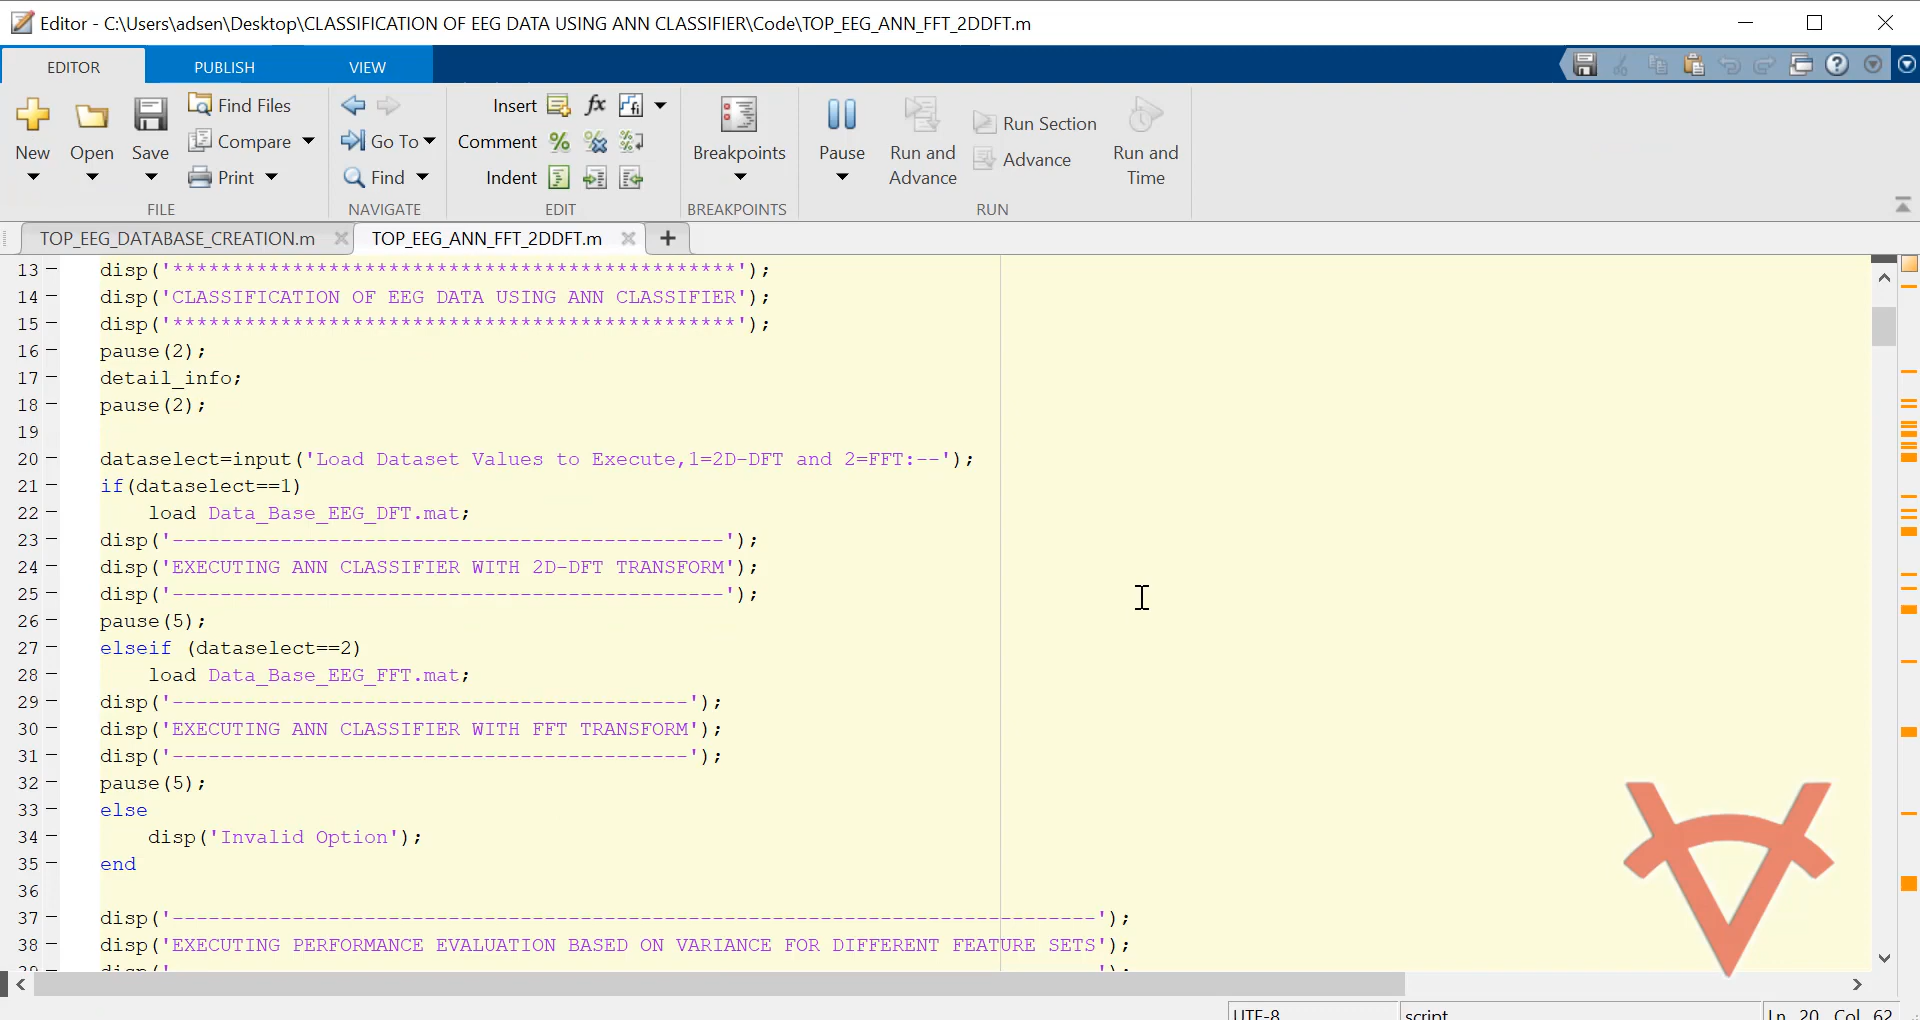 Editor - C:\Users\adsen\Desktop\CLASSIFICATION OF EEG DATA USING ANN CLASSIFIER\Code\TOP_EEG_ANN_FFT_2DDFT.m
EDITOR PUBLISH VIEW
New Open Save Find Files Compare Print
FILE
Go To Find
NAVIGATE
Insert fx fi
Comment
Indent
EDIT
Breakpoints
BREAKPOINTS
Pause Run and Advance Run Section Advance Run and Time
RUN
TOP_EEG_DATABASE_CREATION.m TOP_EEG_ANN_FFT_2DDFT.m
13 disp('***********************************************');
14 disp('CLASSIFICATION OF EEG DATA USING ANN CLASSIFIER');
15 disp('***********************************************');
16 pause(2);
17 detail_info;
18 pause(2);
19
20 dataselect=input('Load Dataset Values to Execute,1=2D-DFT and 2=FFT:--');
21 if(dataselect==1)
22 load Data_Base_EEG_DFT.mat;
23 disp('----------------------------------------------');
24 disp('EXECUTING ANN CLASSIFIER WITH 2D-DFT TRANSFORM');
25 disp('----------------------------------------------');
26 pause(5);
27 elseif (dataselect==2)
28 load Data_Base_EEG_FFT.mat;
29 disp('-------------------------------------------');
30 disp('EXECUTING ANN CLASSIFIER WITH FFT TRANSFORM');
31 disp('-------------------------------------------');
32 pause(5);
33 else
34 disp('Invalid Option');
35 end
36
37 disp('-----------------------------------------------------------------------------');
38 disp('EXECUTING PERFORMANCE EVALUATION BASED ON VARIANCE FOR DIFFERENT FEATURE SETS');
UTF-8 script Ln 20 Col 62